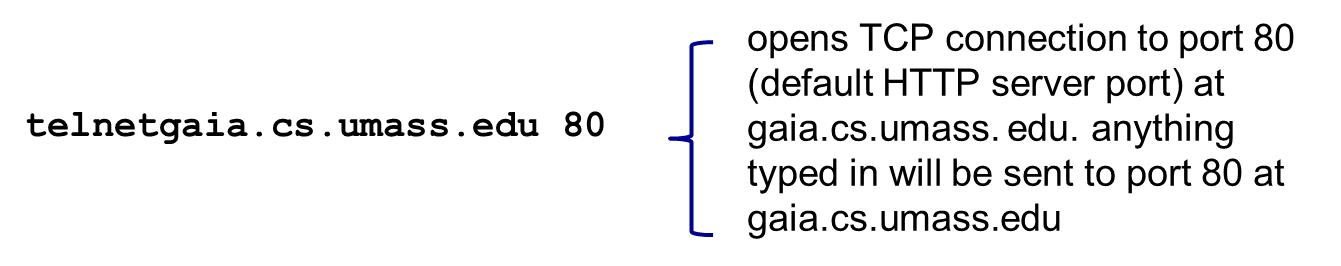 telnetgaia.cs.umass.edu 80
opens TCP connection to port 80
(default HTTP server port) at
gaia.cs.umass. edu. anything
typed in will be sent to port 80 at
gaia.cs.umass.edu